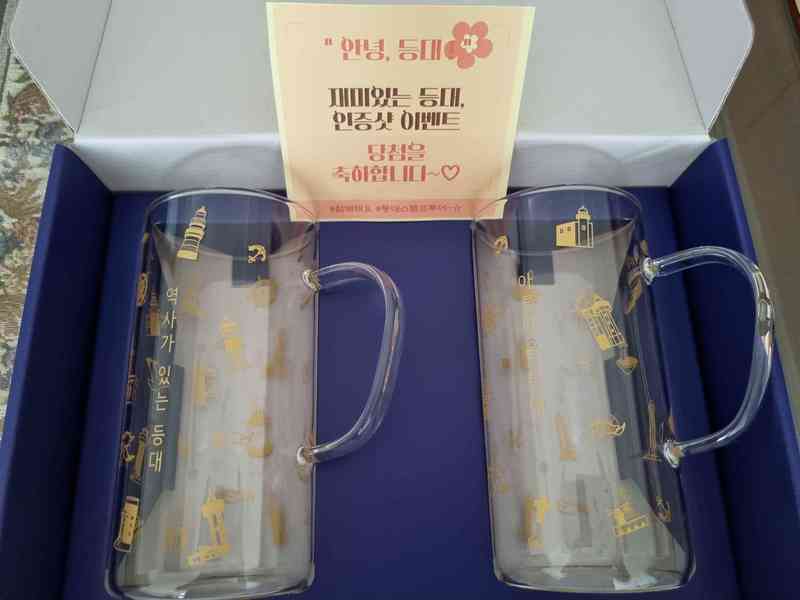 " 안녕, 등대 "
재미있는 등대,
인증샷 이벤트
당첨을
축하합니다~♡
역사가 있는 등대